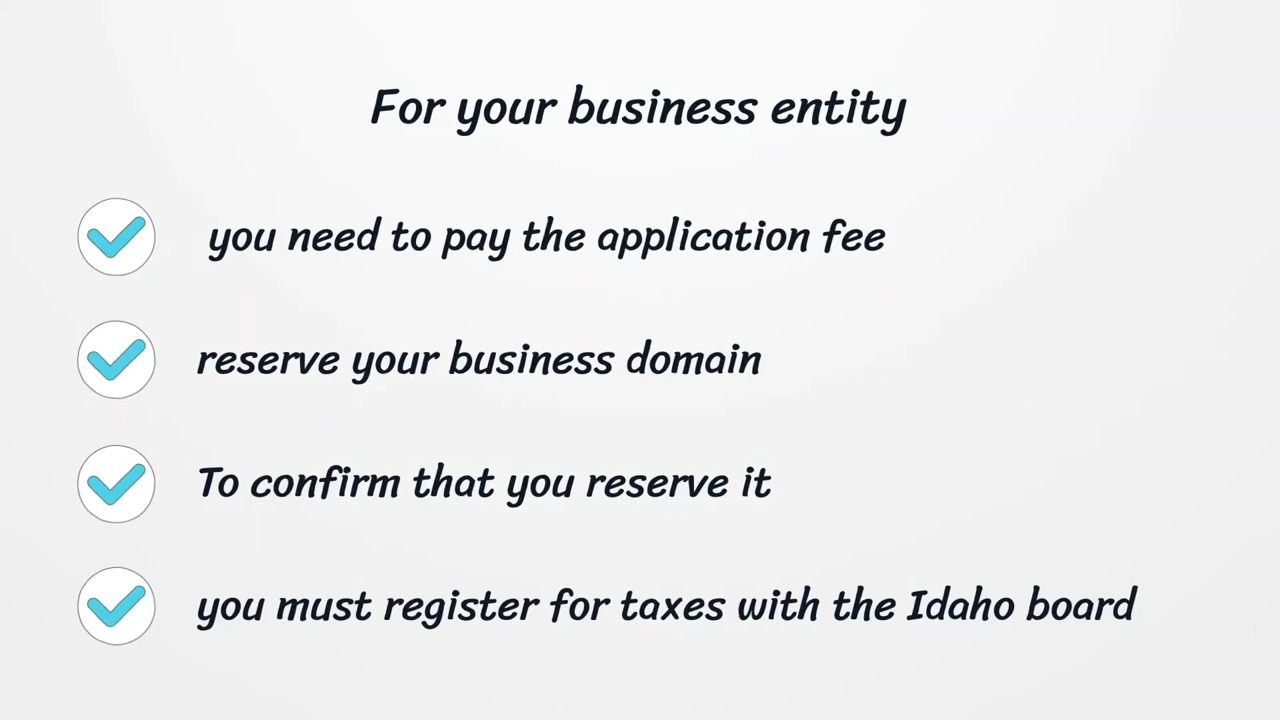 For your business entity
you need to pay the application fee
reserve your business domain
To confirm that you reserve it
you must register for taxes with the Idaho board